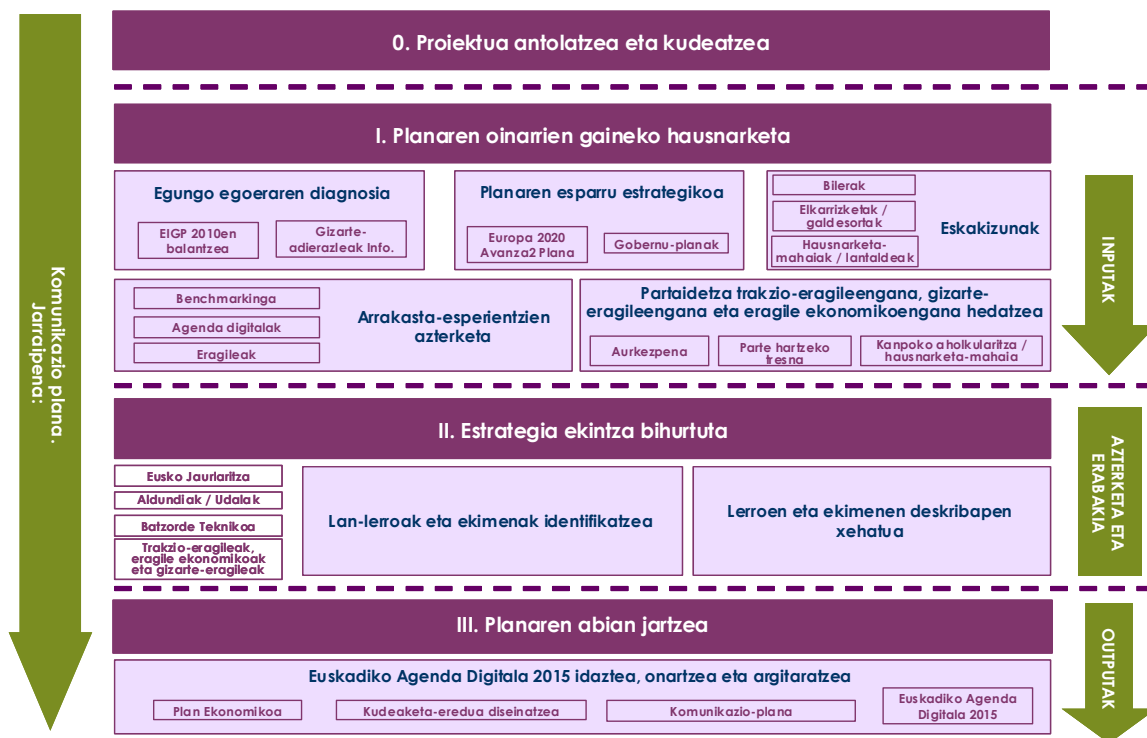 0. Proiektua antolatzea eta kudeatzea
Komunikazio plana.
Jarraipena:
I. Planaren oinarrien gaineko hausnarketa
Egungo egoeraren diagnosia
EIGP 2010en
balantzea
Gizarte-
adierazleak Info.
Planaren esparru estrategikoa
Europa 2020
Avanza2 Plana
Gobernu-planak
Bilerak
Elkarrizketak /
galdesortak
Hausnarketa-
mahaiak / lantaldeak
Eskakizunak
INPUTAK
Benchmarkinga
Agenda digitalak
Eragileak
Arrakasta-esperientzien
azterketa
Partaidetza trakzio-eragileengana, gizarte-
eragileengana eta eragile ekonomikoengana hedatzea
Aurkezpena
Parte hartzeko
tresna
Kanpoko aholkularitza /
hausnarketa-mahaia
II. Estrategia ekintza bihurtuta
Eusko Jaurlaritza
Aldundiak / Udalak
Batzorde Teknikoa
Trakzio-eragileak,
eragile ekonomikoak
eta gizarte-eragileak
Lan-lerroak eta ekimenak identifikatzea
Lerroen eta ekimenen deskribapen
xehatua
AZTERKETA ETA
ERABAKIA
III. Planaren abian jartzea
Euskadiko Agenda Digitala 2015 idaztea, onartzea eta argitaratzea
Plan Ekonomikoa
Kudeaketa-eredua diseinatzea
Komunikazio-plana
Euskadiko Agenda
Digitala 2015
OUTPUTAK